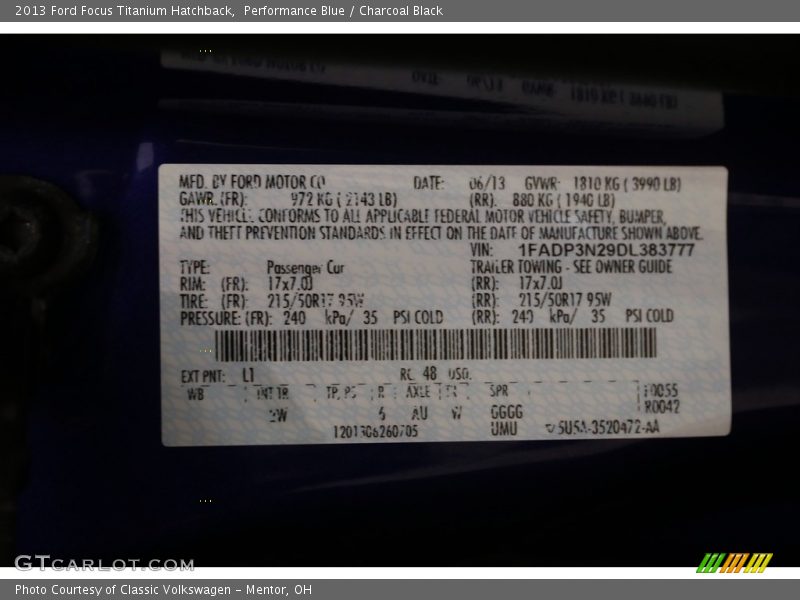 2013 Ford Focus Titanium Hatchback, Performance Blue / Charcoal Black
MFD. BY FORD MOTOR CO DATE: 06/13 GVWR: 1810 KG ( 3990 LB)
GAWR. (FR): 972 KG ( 2143 LB) (RR). 880 KG ( 1940 LB)
THIS VEHICLE CONFORMS TO ALL APPLICABLE FEDERAL MOTOR VEHICLE SAFETY, BUMPER,
AND THEFT PREVENTION STANDARDS IN EFFECT ON THE DATE OF MANUFACTURE SHOWN ABOVE.
VIN: 1FADP3N29DL383777
TYPE: Passenger Car TRAILER TOWING - SEE OWNER GUIDE
RIM: (FR): 17x7.0J (RR): 17x7.0J
TIRE: (FR): 215/50R17 95W (RR): 215/50R17 95W
PRESSURE: (FR): 240 kPa/ 35 PSI COLD (RR): 240 kPa/ 35 PSI COLD
EXT PNT: L1 RC 48 DSO.
WB INT TR TP, PS R AXLE SPR
6 AU W GGGG
10055
R0042
1201306260705 UMU 5U5A-3520472-AA
GTCarLot.com
Photo Courtesy of Classic Volkswagen - Mentor, OH